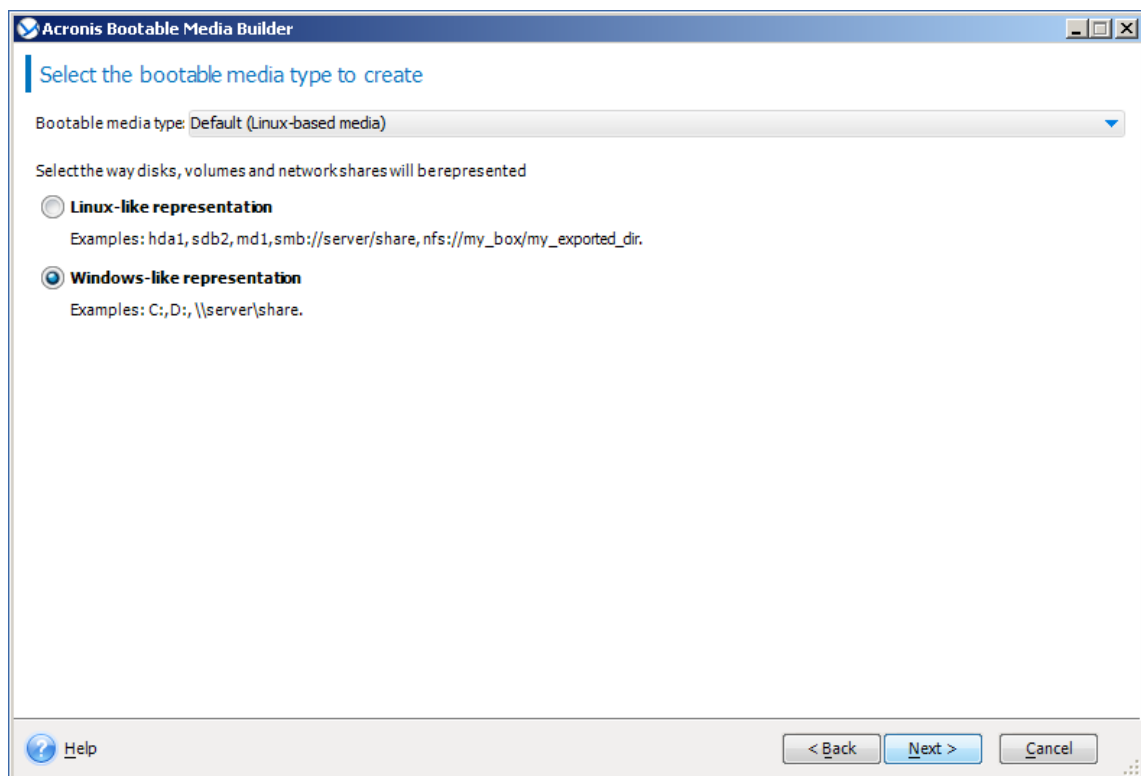 Acronis Bootable Media Builder
Select the bootable media type to create
Bootable media type: Default (Linux-based media)
Select the way disks, volumes and network shares will be represented
Linux-like representation
Examples: hda1, sdb2, md1, smb://server/share, nfs://my_box/my_exported_dir.
Windows-like representation
Examples: C:, D:, \\server\share.
Help
< Back
Next >
Cancel